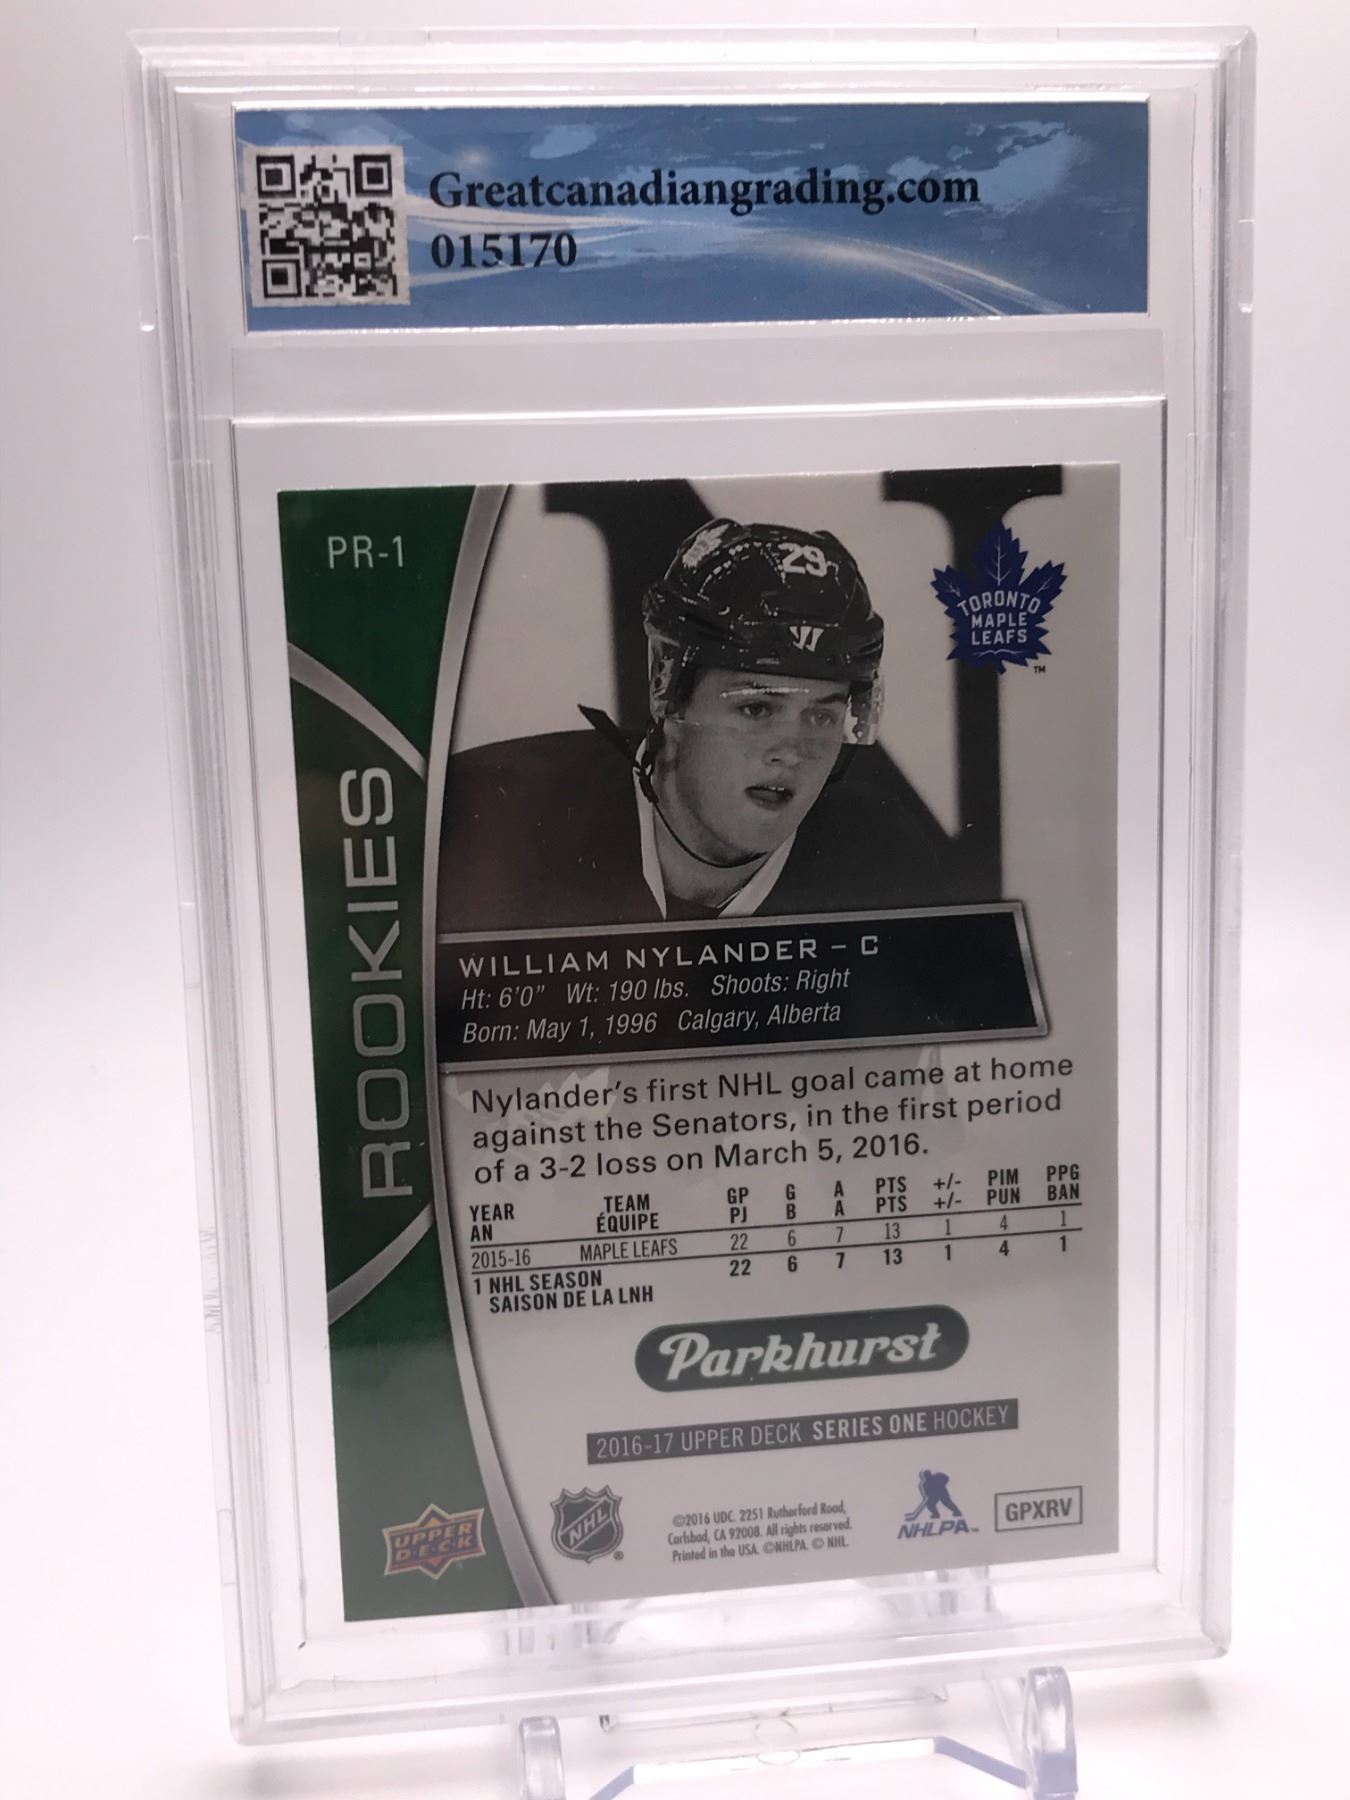 Greatcanadiangrading.com
015170
PR-1
29
TORONTO
MAPLE
LEAFS
™
ROOKIES
WILLIAM NYLANDER – C
Ht: 6'0" Wt: 190 lbs. Shoots: Right
Born: May 1, 1996 Calgary, Alberta
Nylander's first NHL goal came at home
against the Senators, in the first period
of a 3-2 loss on March 5, 2016.
YEAR TEAM GP G A PTS +/- PIM PPG
AN ÉQUIPE PJ B A PTS +/- PUN BAN
2015-16 MAPLE LEAFS 22 6 7 13 1 4 1
1 NHL SEASON 22 6 7 13 1 4 1
SAISON DE LA LNH
Parkhurst
2016-17 UPPER DECK SERIES ONE HOCKEY
UPPER
DECK
NHL
®
©2016 UDC. 2251 Rutherford Road,
Carlsbad, CA 92008. All rights reserved.
Printed in the USA. ©NHLPA. © NHL.
NHLPA™
GPXRV